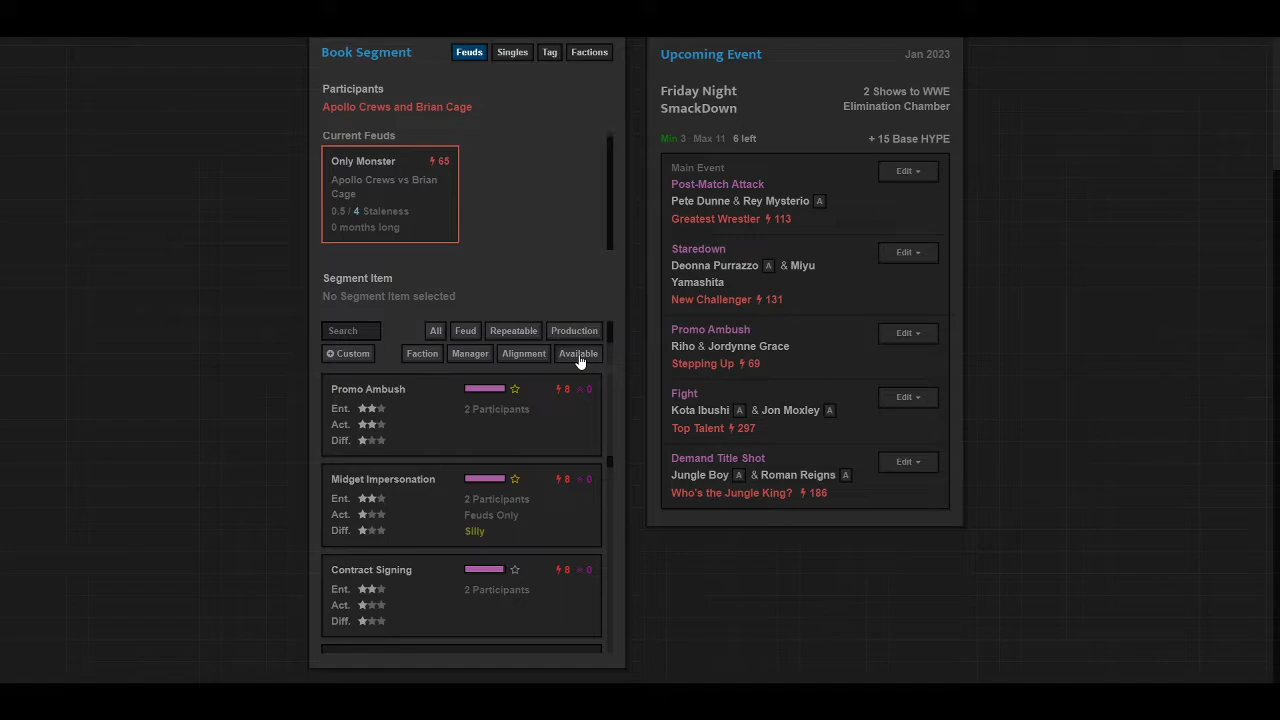 Book Segment
Feuds
Singles
Tag
Factions
Participants
Apollo Crews and Brian Cage
Current Feuds
Only Monster
65
Apollo Crews vs Brian
Cage
0.5 / 4 Staleness
0 months long
Segment Item
No Segment Item selected
Search
All
Feud
Repeatable
Production
Custom
Faction
Manager
Alignment
Available
Promo Ambush
8
0
Ent.
2 Participants
Act.
Diff.
Midget Impersonation
8
0
Ent.
2 Participants
Act.
Feuds Only
Diff.
Silly
Contract Signing
8
0
Ent.
2 Participants
Act.
Diff.
Upcoming Event
Jan 2023
Friday Night
SmackDown
2 Shows to WWE
Elimination Chamber
Min 3 · Max 11 6 left
+ 15 Base HYPE
Main Event
Edit
Post-Match Attack
Pete Dunne & Rey Mysterio A
Greatest Wrestler 113
Staredown
Edit
Deonna Purrazzo A & Miyu
Yamashita
New Challenger 131
Promo Ambush
Edit
Riho & Jordynne Grace
Stepping Up 69
Fight
Edit
Kota Ibushi A & Jon Moxley A
Top Talent 297
Demand Title Shot
Edit
Jungle Boy A & Roman Reigns A
Who's the Jungle King? 186